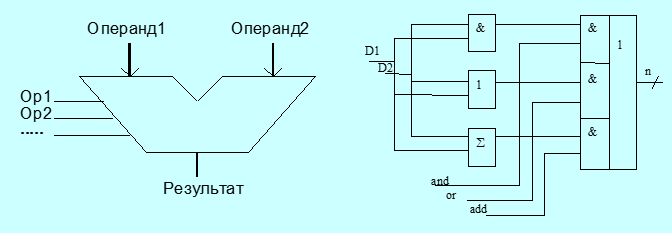 Операнд1 Операнд2
Op1
Op2
-----
Результат
D1
D2
&
1
Σ
&
&
&
1
n
and
or
add